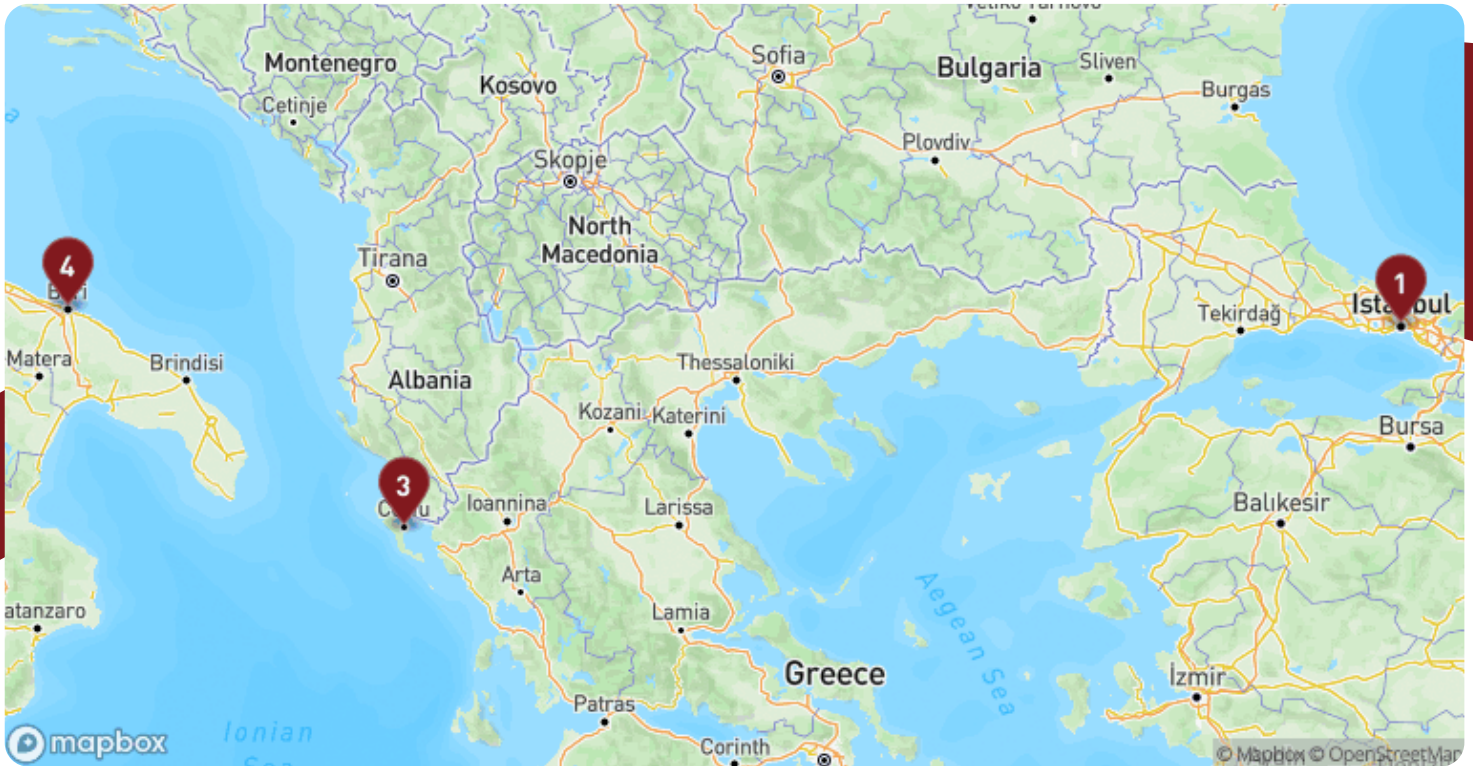 Montenegro
Kosovo
Sofia
Bulgaria
Sliven
Cetinje
Burgas
Plovdiv
Skopje
North
Macedonia
Tirana
4
1
3
Tekirdağ
Matera
Brindisi
Albania
Thessaloniki
Kozani
Katerini
Bursa
Ioannina
Larissa
Balıkesir
Arta
atanzaro
Lamia
Aegean Sea
Greece
İzmir
Patras
Ionian
Corinth
mapbox
© Mapbox © OpenStreetMap